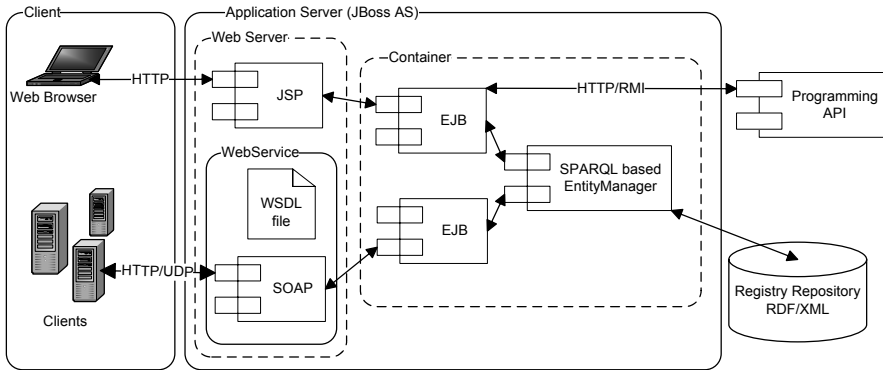 Client
Application Server (JBoss AS)
Web Server
Container
Web Browser
HTTP
JSP
EJB
HTTP/RMI
Programming
API
WebService
WSDL
file
SPARQL based
EntityManager
EJB
HTTP/UDP
SOAP
Clients
Registry Repository
RDF/XML